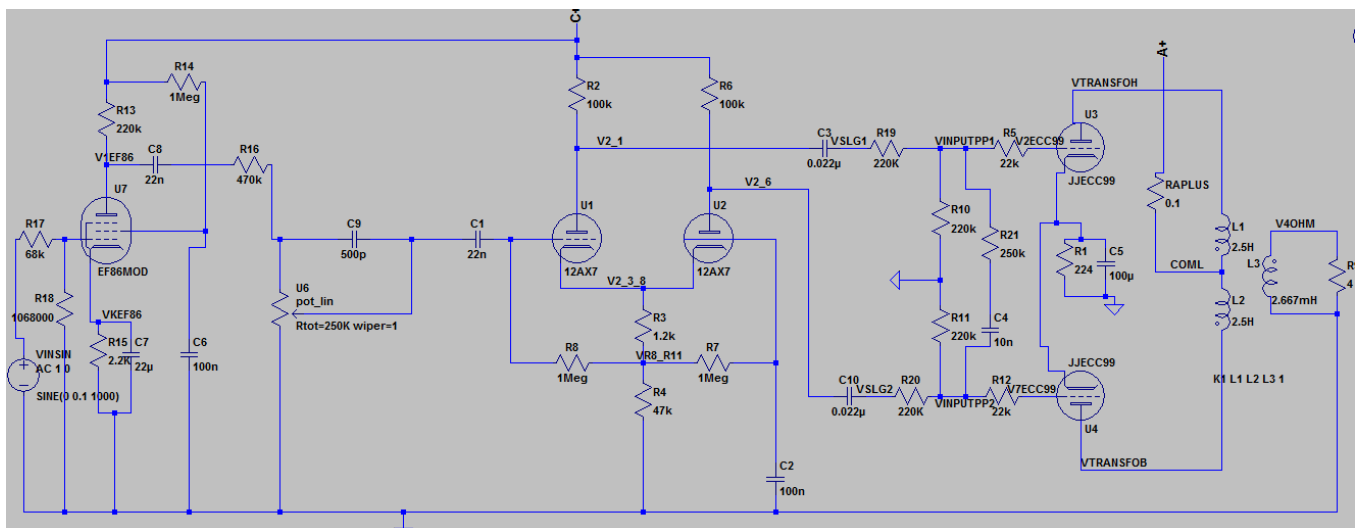 C+
R14
1Meg
R13
220k
R2
100k
R6
100k
A+
VTRANSFOH
U3
V1EF86
C8
22n
R16
470k
V2_1
C3
0.022µ
VSLG1
R19
220K
VINPUTPP1
R5
22k
V2ECC99
JJECC99
RAPLUS
0.1
U7
V2_6
R17
68k
EF86MOD
C9
500p
C1
22n
U1
12AX7
U2
12AX7
R10
220k
R21
250k
L1
2.5H
V4OHM
R18
1068000
VKEF86
U6
pot_lin
Rtot=250K wiper=1
V2_3_8
R1
224
C5
100µ
COML
L3
2.667mH
4
L2
2.5H
R15
2.2K
C7
22µ
C6
100n
R3
1.2k
R11
220k
C4
10n
VINSIN
AC 1 0
SINE(0 0.1 1000)
R8
1Meg
VR8_R11
R7
1Meg
R4
47k
C10
0.022µ
VSLG2
R20
220K
VINPUTPP2
R12
22k
V7ECC99
JJECC99
U4
K1 L1 L2 L3 1
C2
100n
VTRANSFOB